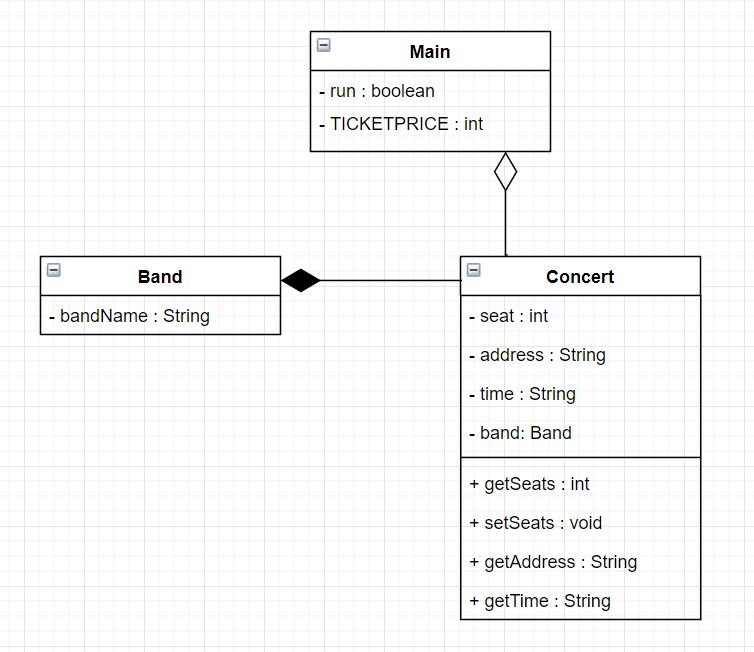 Main
- run : boolean
- TICKETPRICE : int
Band
- bandName : String
Concert
- seat : int
- address : String
- time : String
- band: Band
+ getSeats : int
+ setSeats : void
+ getAddress : String
+ getTime : String